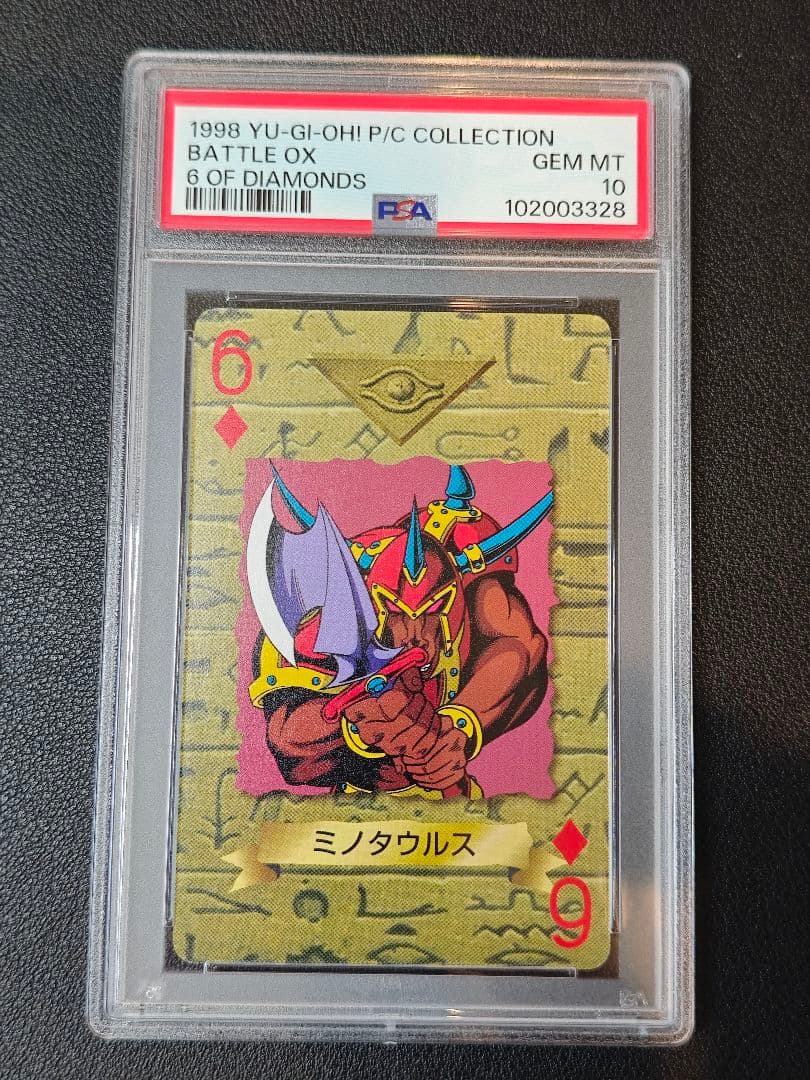 1998 YU-GI-OH! P/C COLLECTION
BATTLE OX GEM MT
6 OF DIAMONDS 10
PSA 102003328
6
ミノタウルス
6